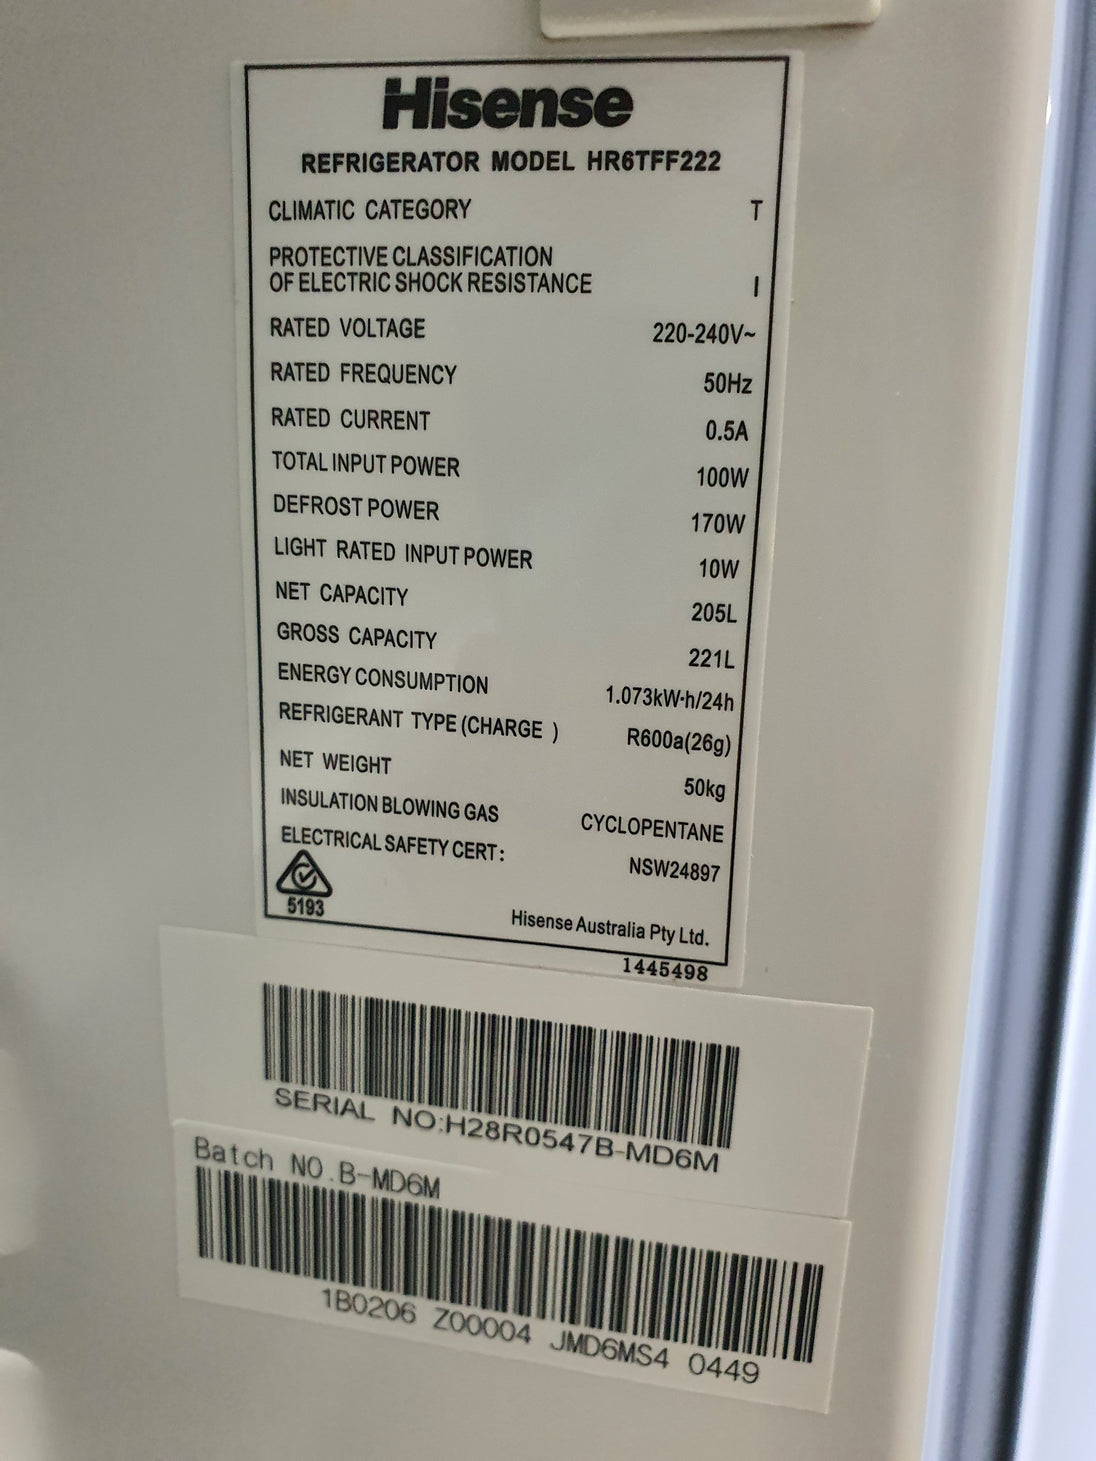 Hisense
REFRIGERATOR MODEL HR6TFF222
CLIMATIC CATEGORY T
PROTECTIVE CLASSIFICATION
OF ELECTRIC SHOCK RESISTANCE I
RATED VOLTAGE 220-240V~
RATED FREQUENCY 50Hz
RATED CURRENT 0.5A
TOTAL INPUT POWER 100W
DEFROST POWER 170W
LIGHT RATED INPUT POWER 10W
NET CAPACITY 205L
GROSS CAPACITY 221L
ENERGY CONSUMPTION 1.073kW·h/24h
REFRIGERANT TYPE (CHARGE ) R600a(26g)
NET WEIGHT 50kg
INSULATION BLOWING GAS CYCLOPENTANE
ELECTRICAL SAFETY CERT: NSW24897
5193
Hisense Australia Pty Ltd.
1445498
SERIAL NO:H28R0547B-MD6M
Batch NO.B-MD6M
1B0206 Z00004 JMD6MS4 0449